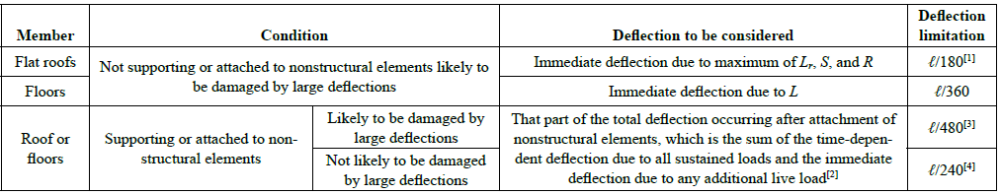 Member Condition Deflection to be considered Deflection limitation
Flat roofs
Not supporting or attached to nonstructural elements likely to
be damaged by large deflections
Immediate deflection due to maximum of Lr, S, and R
ℓ/180[1]
Floors
Immediate deflection due to L
ℓ/360
Roof or
floors
Supporting or attached to non-
structural elements
Likely to be damaged by
large deflections
That part of the total deflection occurring after attachment of
nonstructural elements, which is the sum of the time-depen-
dent deflection due to all sustained loads and the immediate
deflection due to any additional live load[2]
ℓ/480[3]
Not likely to be damaged
by large deflections
ℓ/240[4]